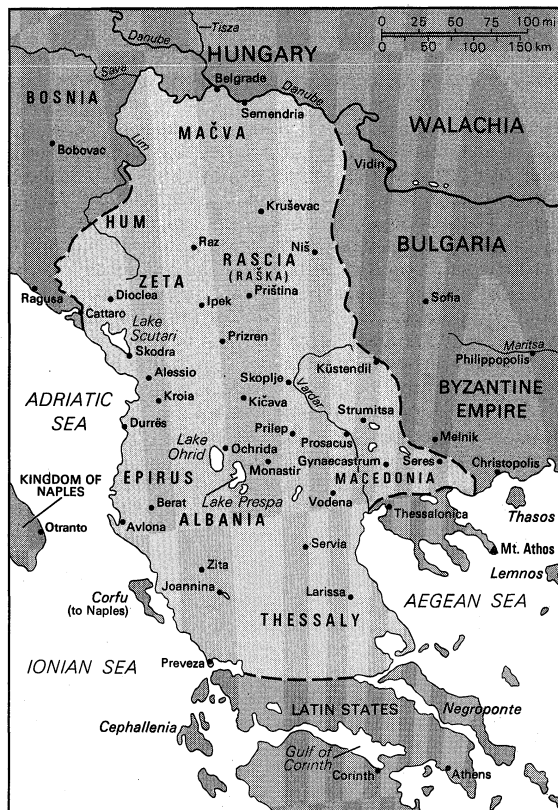 0 25 50 75 100 mi
0 50 100 150 km
Tisza
Danube
HUNGARY
Save
Belgrade
Danube
BOSNIA
Semendria
MAČVA
WALACHIA
Lim
Bobovac
Vidin
Kruševac
HUM
Raz
RASCIA
(RAŠKA)
Niš
BULGARIA
ZETA
Ragusa
Dioclea
Ipek
Priština
Sofia
Cattaro
Lake
Scutari
Prizren
Maritsa
Skodra
Philippopolis
Alessio
Skoplje
Küstendil
BYZANTINE
EMPIRE
Vardar
ADRIATIC
SEA
Kroia
Kičava
Strumitsa
Durrës
Prilep
Prosacus
Melnik
Lake
Ohrid
Ochrida
Monastir
Gynaecastrum
Seres
Christopolis
EPIRUS
MACEDONIA
KINGDOM OF
NAPLES
Berat
Lake Prespa
Vodena
ALBANIA
Thessalonica
Thasos
Otranto
Avlona
Servia
Mt. Athos
Zita
Lemnos
Joannina
Corfu
(to Naples)
Larissa
AEGEAN SEA
THESSALY
IONIAN SEA
Preveza
LATIN STATES
Negroponte
Cephallenia
Gulf of
Corinth
Corinth
Athens